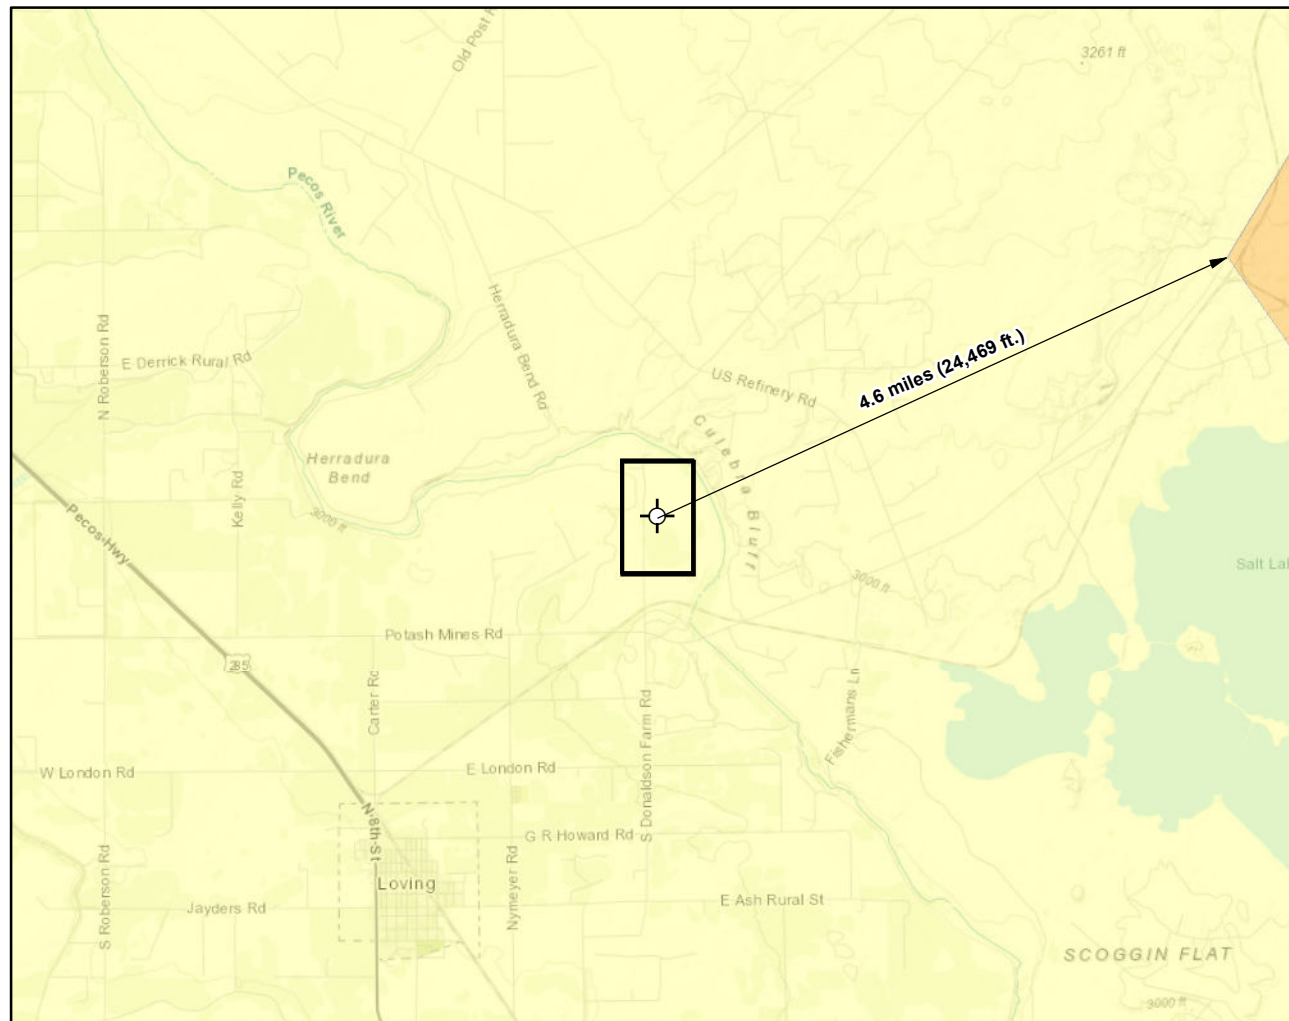 Old Post
3261 ft
Pecos River
Herradura Bend Rd
N Roberson Rd
E Derrick Rural Rd
4.6 miles (24,469 ft.)
US Refinery Rd
Culebra Bluff
Herradura
Bend
Kelly Rd
3000 ft
Pecos Hwy
3000 ft
Salt Lak
Potash Mines Rd
285
Carter Rd
Fishermans Ln
S Donaldson Farm Rd
W London Rd
E London Rd
N 8th St
G R Howard Rd
S Roberson Rd
Nymeyer Rd
Loving
Jayders Rd
E Ash Rural St
SCOGGIN FLAT
3000 ft